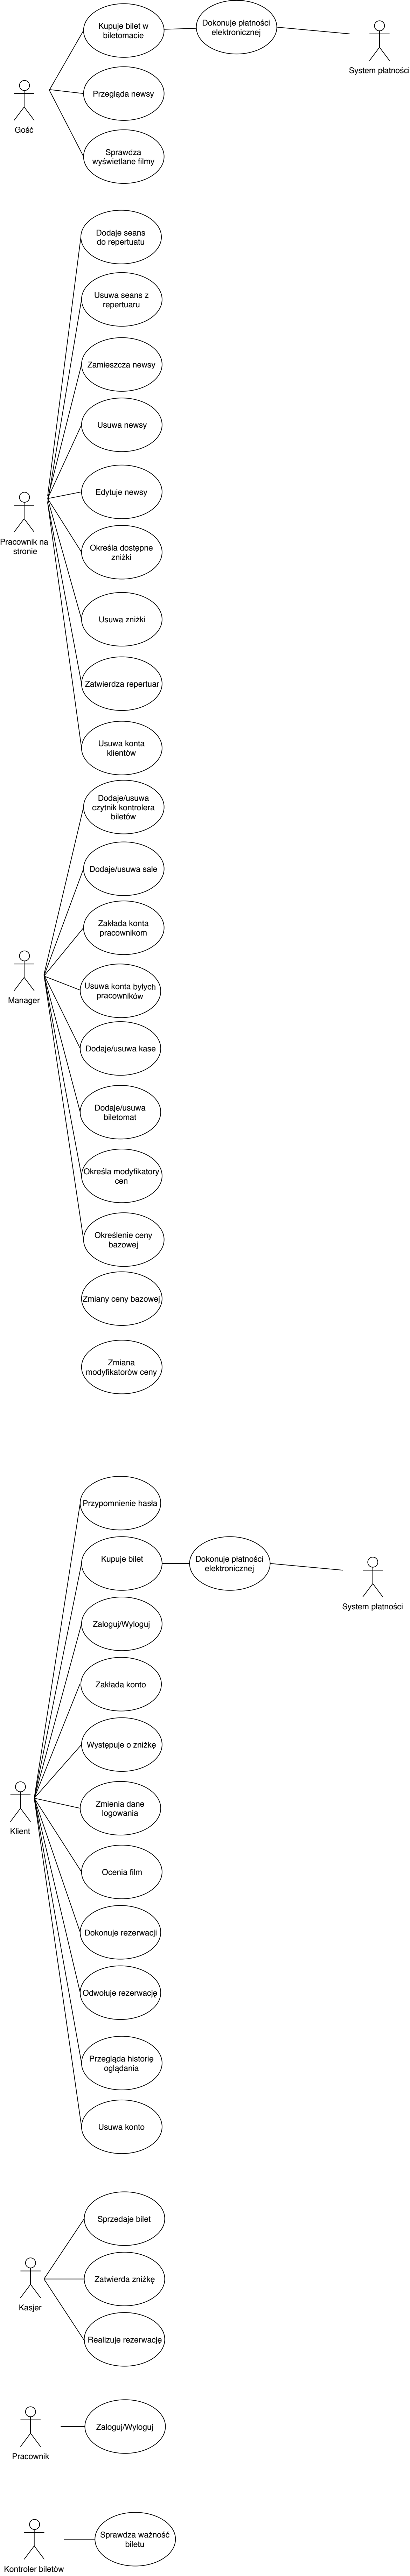 Kupuje bilet w
biletomacie
Dokonuje płatności
elektronicznej
System płatności
Gość
Przegląda newsy
Sprawdza
wyświetlane filmy
Dodaje seans
do repertuatu
Usuwa seans z
repertuaru
Zamieszcza newsy
Usuwa newsy
Edytuje newsy
Pracownik na
stronie
Określa dostępne
zniżki
Usuwa zniżki
Zatwierdza repertuar
Usuwa konta
klientów
Dodaje/usuwa
czytnik kontrolera
biletów
Dodaje/usuwa sale
Zakłada konta
pracownikom
Manager
Usuwa konta byłych
pracowników
Dodaje/usuwa kase
Dodaje/usuwa
biletomat
Określa modyfikatory
cen
Określenie ceny
bazowej
Zmiany ceny bazowej
Zmiana
modyfikatorów ceny
Przypomnienie hasła
Kupuje bilet
Dokonuje płatności
elektronicznej
System płatności
Zaloguj/Wyloguj
Zakłada konto
Występuje o zniżkę
Klient
Zmienia dane
logowania
Ocenia film
Dokonuje rezerwacji
Odwołuje rezerwację
Przegląda historię
oglądania
Usuwa konto
Sprzedaje bilet
Zatwierda zniżkę
Kasjer
Realizuje rezerwację
Zaloguj/Wyloguj
Pracownik
Sprawdza ważność
biletu
Kontroler biletów